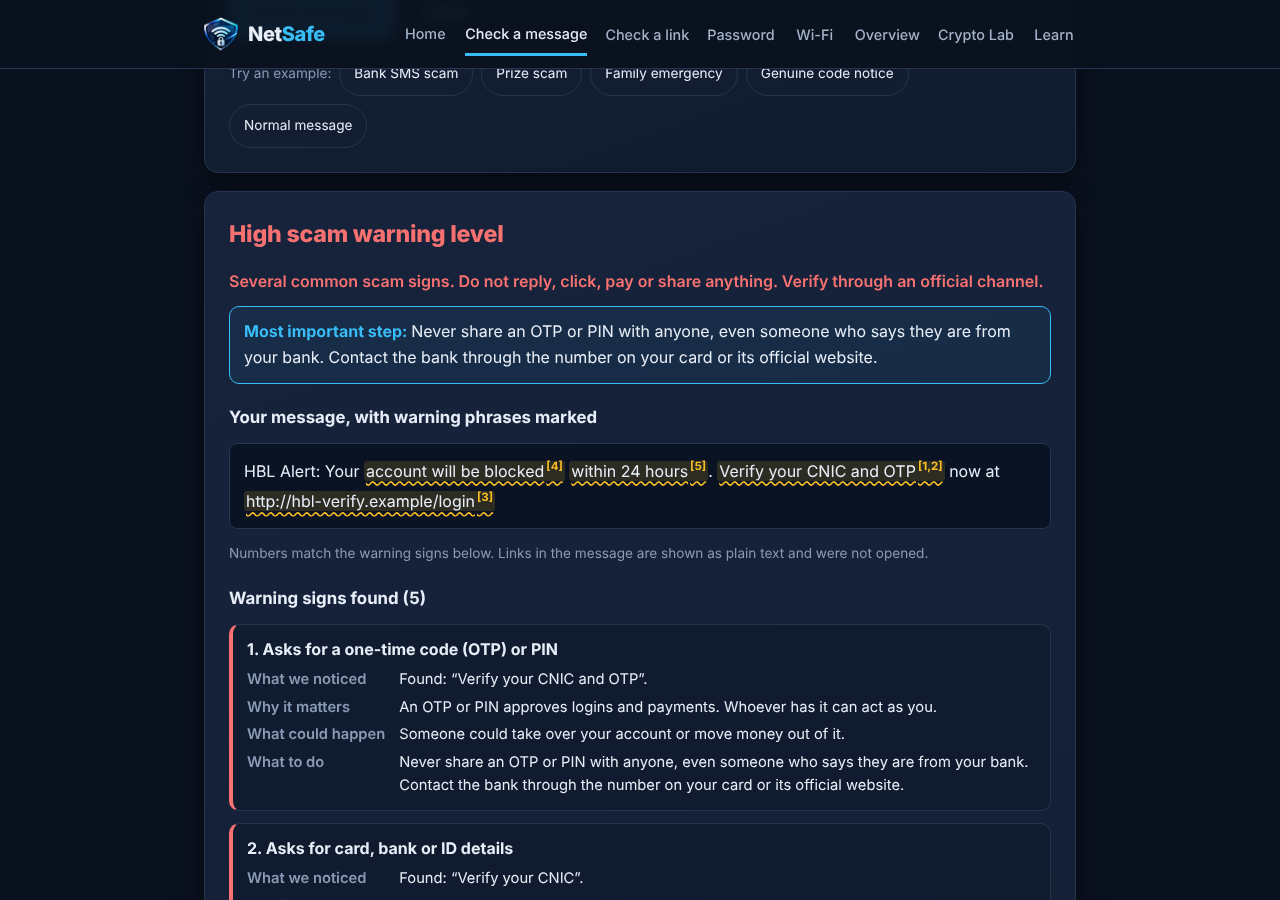 NetSafe
Home Check a message Check a link Password Wi-Fi Overview Crypto Lab Learn
Try an example: Bank SMS scam Prize scam Family emergency Genuine code notice
Normal message
High scam warning level
Several common scam signs. Do not reply, click, pay or share anything. Verify through an official channel.
Most important step: Never share an OTP or PIN with anyone, even someone who says they are from
your bank. Contact the bank through the number on your card or its official website.
Your message, with warning phrases marked
HBL Alert: Your account will be blocked[4] within 24 hours[5]. Verify your CNIC and OTP[1,2] now at
http://hbl-verify.example/login[3]
Numbers match the warning signs below. Links in the message are shown as plain text and were not opened.
Warning signs found (5)
1. Asks for a one-time code (OTP) or PIN
What we noticed Found: “Verify your CNIC and OTP”.
Why it matters An OTP or PIN approves logins and payments. Whoever has it can act as you.
What could happen Someone could take over your account or move money out of it.
What to do Never share an OTP or PIN with anyone, even someone who says they are from your bank.
Contact the bank through the number on your card or its official website.
2. Asks for card, bank or ID details
What we noticed Found: “Verify your CNIC”.